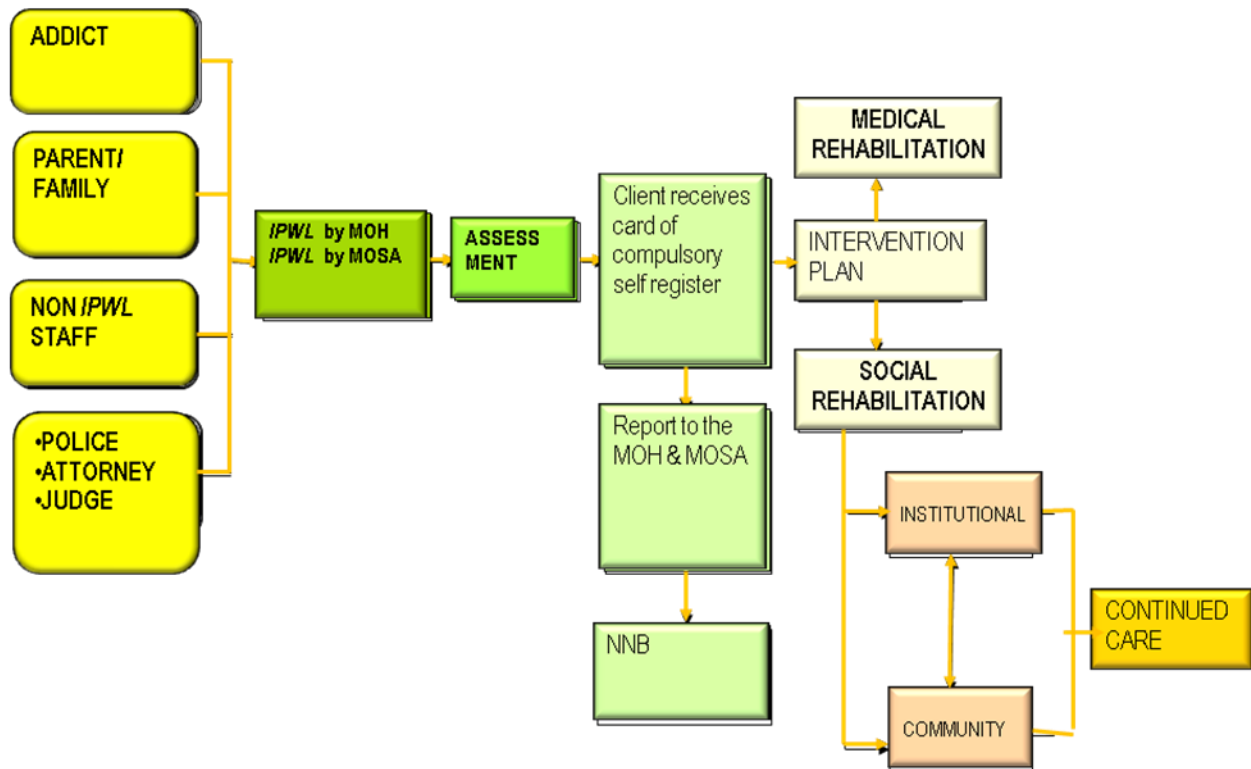 ADDICT
PARENT/
FAMILY
NON IPWL
STAFF
•POLICE
•ATTORNEY
•JUDGE
IPWL by MOH
IPWL by MOSA
ASSESS
MENT
Client receives
card of
compulsory
self register
Report to the
MOH & MOSA
NNB
MEDICAL
REHABILITATION
INTERVENTION
PLAN
SOCIAL
REHABILITATION
INSTITUTIONAL
COMMUNITY
CONTINUED
CARE